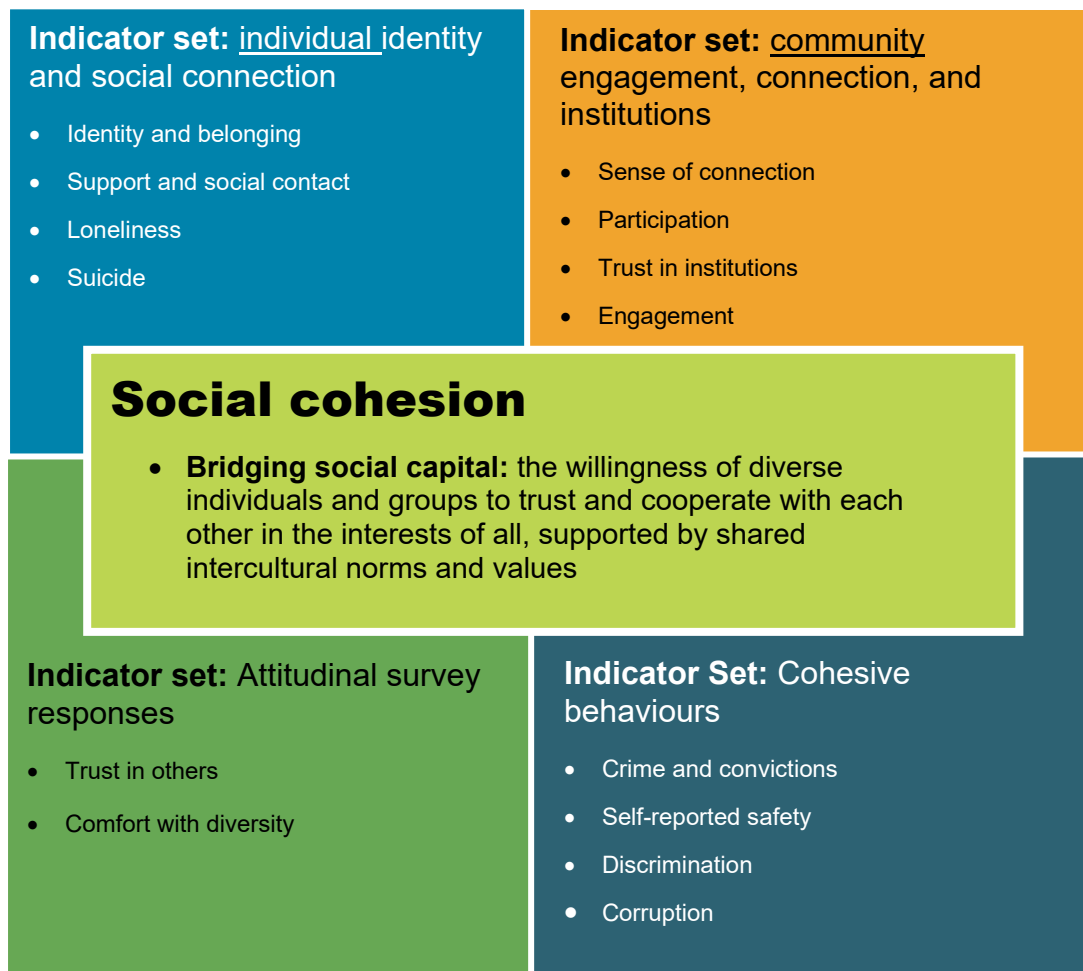 Indicator set: individual identity
and social connection
• Identity and belonging
• Support and social contact
• Loneliness
• Suicide
Indicator set: community
engagement, connection, and
institutions
• Sense of connection
• Participation
• Trust in institutions
• Engagement
Social cohesion
• Bridging social capital: the willingness of diverse
individuals and groups to trust and cooperate with each
other in the interests of all, supported by shared
intercultural norms and values
Indicator set: Attitudinal survey
responses
• Trust in others
• Comfort with diversity
Indicator Set: Cohesive
behaviours
• Crime and convictions
• Self-reported safety
• Discrimination
• Corruption